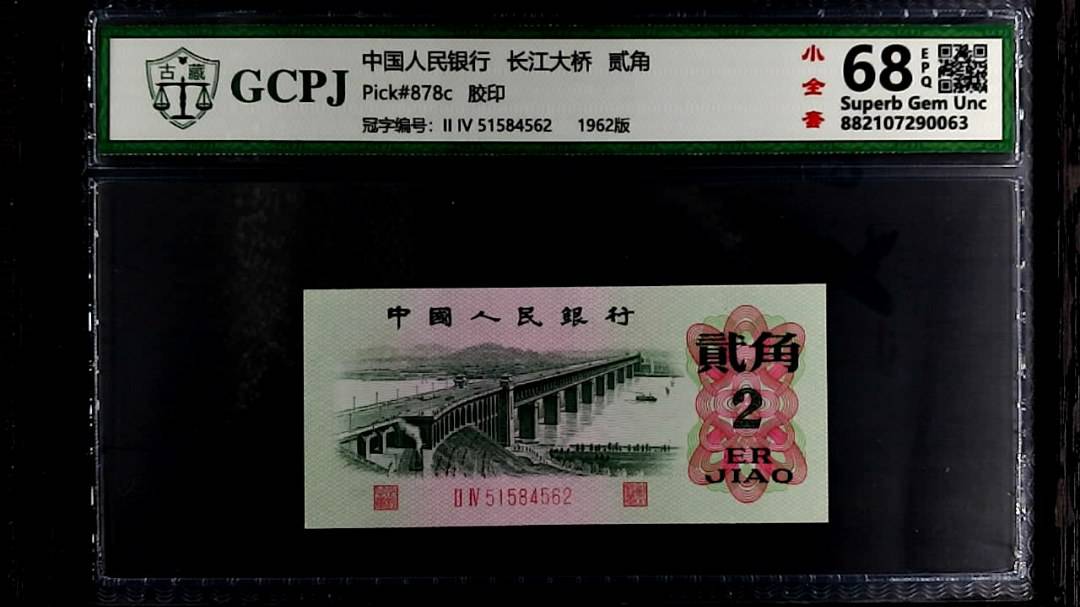 古藏
GCPJ
中国人民银行 长江大桥 贰角
Pick#878c 胶印
冠字编号: II IV 51584562 1962版
小全套
68
EPQ
Superb Gem Unc
882107290063
中國人民銀行
貳角
2
ER
JIAO
II IV 51584562